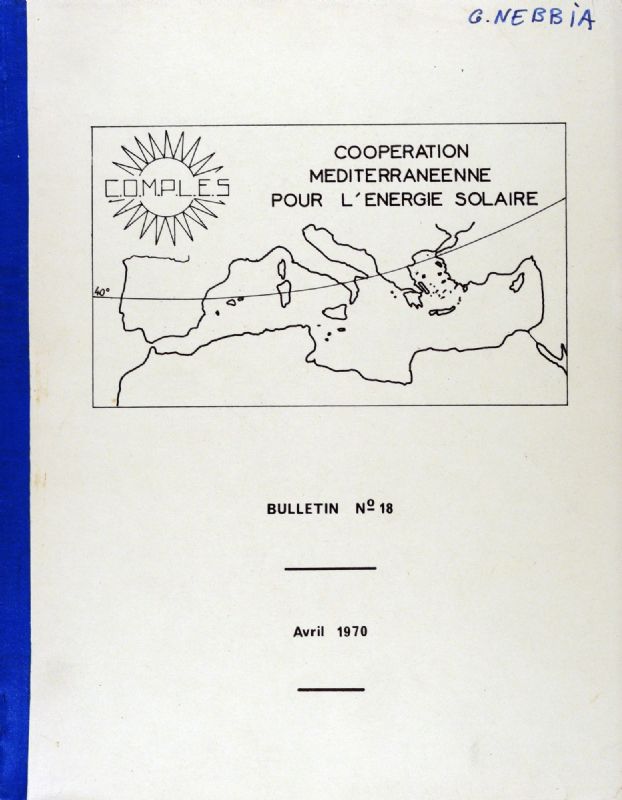 G. NEBBiA
C.O.M.P.L.E.S
COOPERATION
MEDITERRANEENNE
POUR L'ENERGIE SOLAIRE
40°
BULLETIN Nº 18
Avril 1970